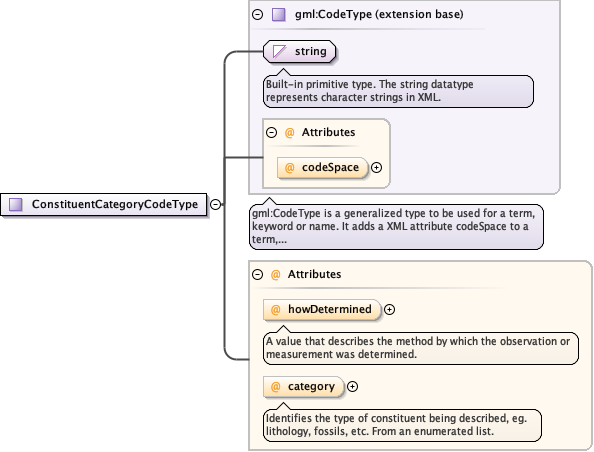 gml:CodeType (extension base)
string
Built-in primitive type. The string datatype
represents character strings in XML.
@ Attributes
@ codeSpace
ConstituentCategoryCodeType
gml:CodeType is a generalized type to be used for a term,
keyword or name. It adds a XML attribute codeSpace to a
term,...
@ Attributes
@ howDetermined
A value that describes the method by which the observation or
measurement was determined.
@ category
Identifies the type of constituent being described, eg.
lithology, fossils, etc. From an enumerated list.